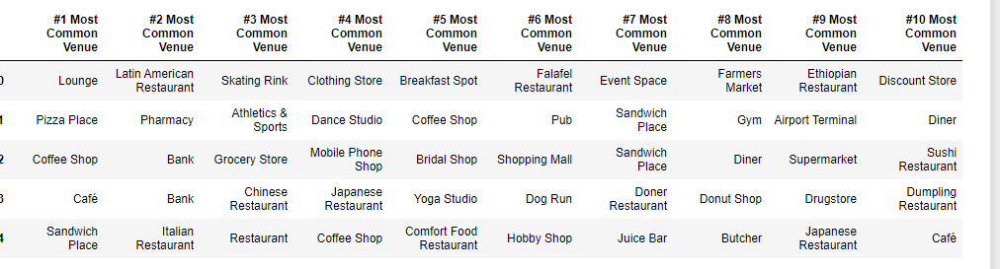 #1 Most Common Venue #2 Most Common Venue #3 Most Common Venue #4 Most Common Venue #5 Most Common Venue #6 Most Common Venue #7 Most Common Venue #8 Most Common Venue #9 Most Common Venue #10 Most Common Venue
0 Lounge Latin American Restaurant Skating Rink Clothing Store Breakfast Spot Falafel Restaurant Event Space Farmers Market Ethiopian Restaurant Discount Store
1 Pizza Place Pharmacy Athletics & Sports Dance Studio Coffee Shop Pub Sandwich Place Gym Airport Terminal Diner
2 Coffee Shop Bank Grocery Store Mobile Phone Shop Bridal Shop Shopping Mall Sandwich Place Diner Supermarket Sushi Restaurant
3 Café Bank Chinese Restaurant Japanese Restaurant Yoga Studio Dog Run Doner Restaurant Donut Shop Drugstore Dumpling Restaurant
4 Sandwich Place Italian Restaurant Restaurant Coffee Shop Comfort Food Restaurant Hobby Shop Juice Bar Butcher Japanese Restaurant Café